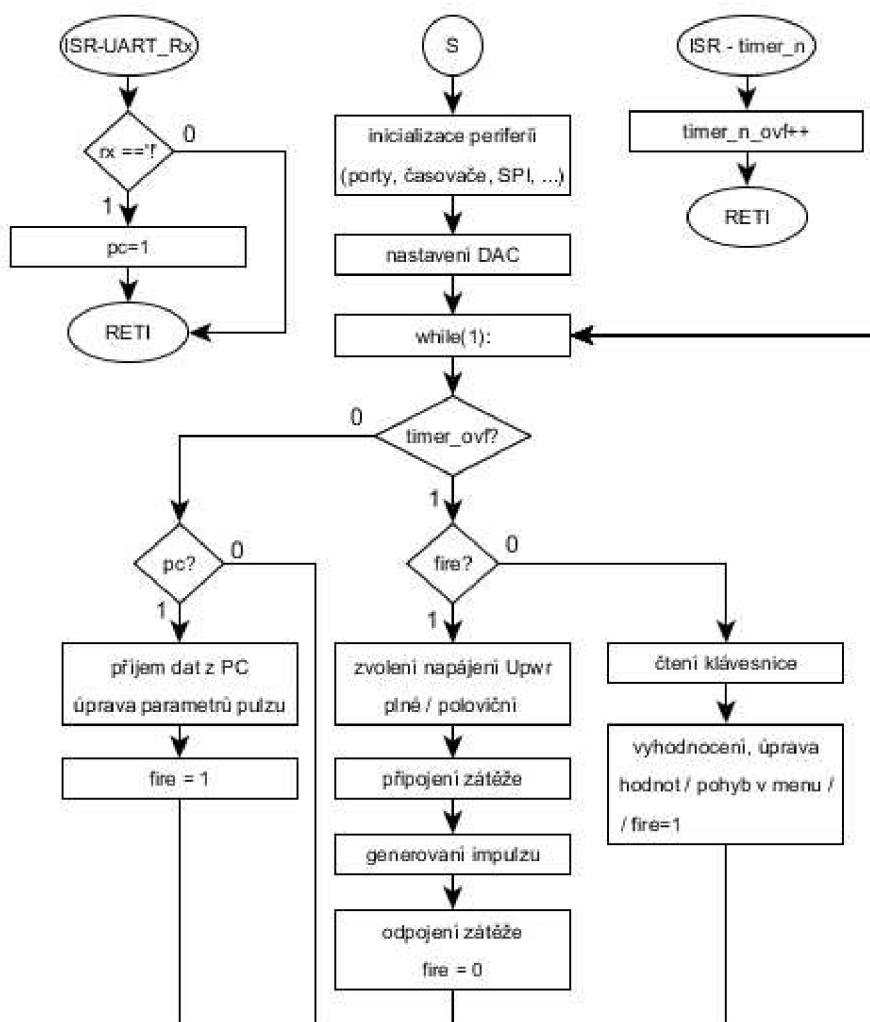 ISR-UART_Rx
rx =='!'
0
1
pc=1
RETI
S
inicializace periferií
(porty, časovače, SPI, ...)
nastavení DAC
while(1):
ISR - timer_n
timer_n_ovf++
RETI
timer_ovf?
0
1
pc?
0
1
příjem dat z PC
úprava parametrů pulzu
fire = 1
fire?
0
1
zvolení napájení Upwr
plné / poloviční
připojení zátěže
generovaní impulzu
odpojení zátěže
fire = 0
čtení klávesnice
vyhodnocení, úprava
hodnot / pohyb v menu /
/ fire=1